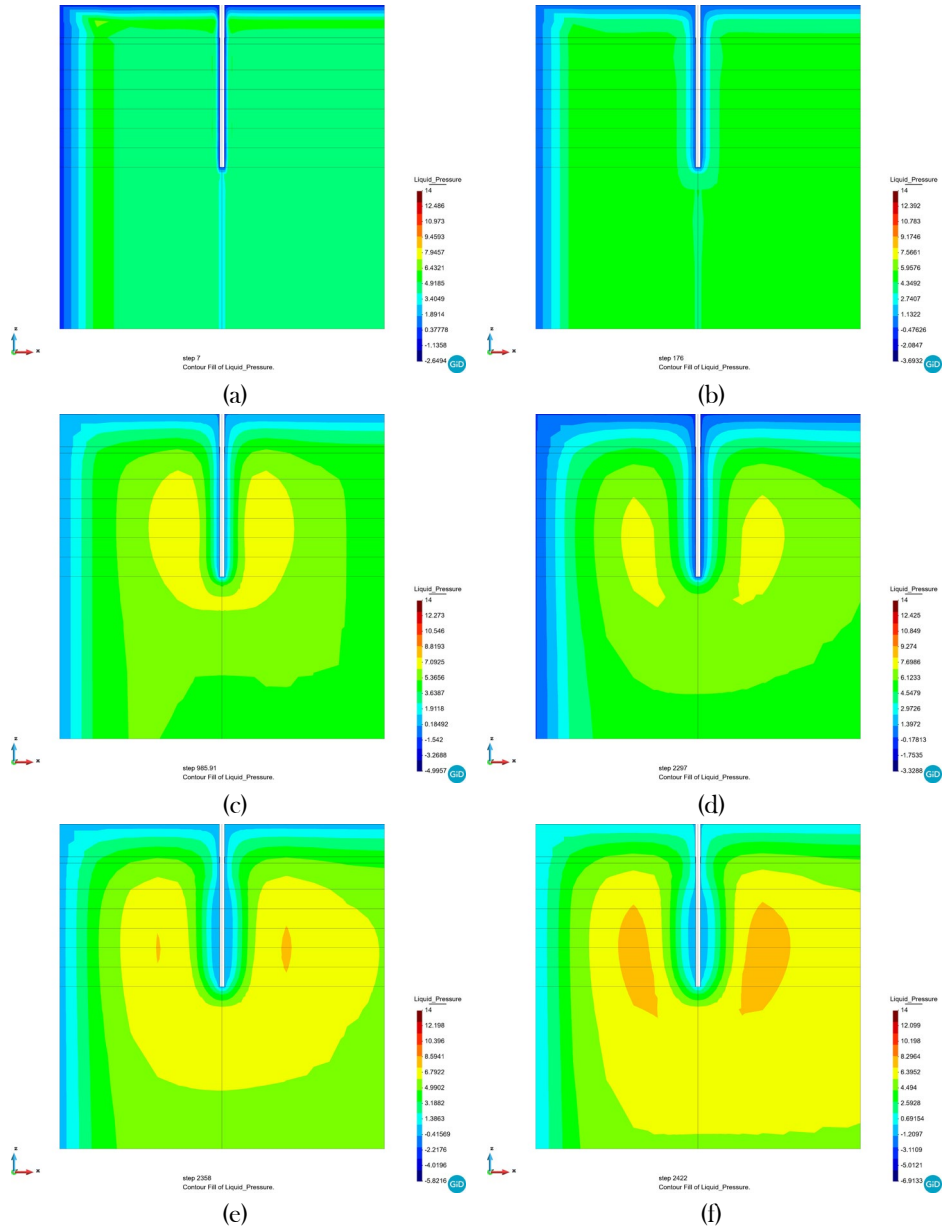 Liquid_Pressure
14
12.486
10.973
9.4593
7.9457
6.4321
4.9185
3.4049
1.8914
0.37778
-1.1358
-2.6494
z
x
GiD
step 7
Contour Fill of Liquid_Pressure.
(a)
Liquid_Pressure
14
12.392
10.783
9.1746
7.5661
5.9576
4.3492
2.7407
1.1322
-0.47626
-2.0847
-3.6932
z
x
GiD
step 176
Contour Fill of Liquid_Pressure.
(b)
Liquid_Pressure
14
12.273
10.546
8.8193
7.0925
5.3656
3.6387
1.9118
0.18492
-1.542
-3.2688
-4.9957
z
x
GiD
step 985.91
Contour Fill of Liquid_Pressure.
(c)
Liquid_Pressure
14
12.425
10.849
9.274
7.6986
6.1233
4.5479
2.9726
1.3972
-0.17813
-1.7535
-3.3288
z
x
GiD
step 2297
Contour Fill of Liquid_Pressure.
(d)
Liquid_Pressure
14
12.198
10.396
8.5941
6.7922
4.9902
3.1882
1.3863
-0.41569
-2.2176
-4.0196
-5.8216
z
x
GiD
step 2358
Contour Fill of Liquid_Pressure.
(e)
Liquid_Pressure
14
12.099
10.198
8.2964
6.3952
4.494
2.5928
0.69154
-1.2097
-3.1109
-5.0121
-6.9133
z
x
GiD
step 2422
Contour Fill of Liquid_Pressure.
(f)